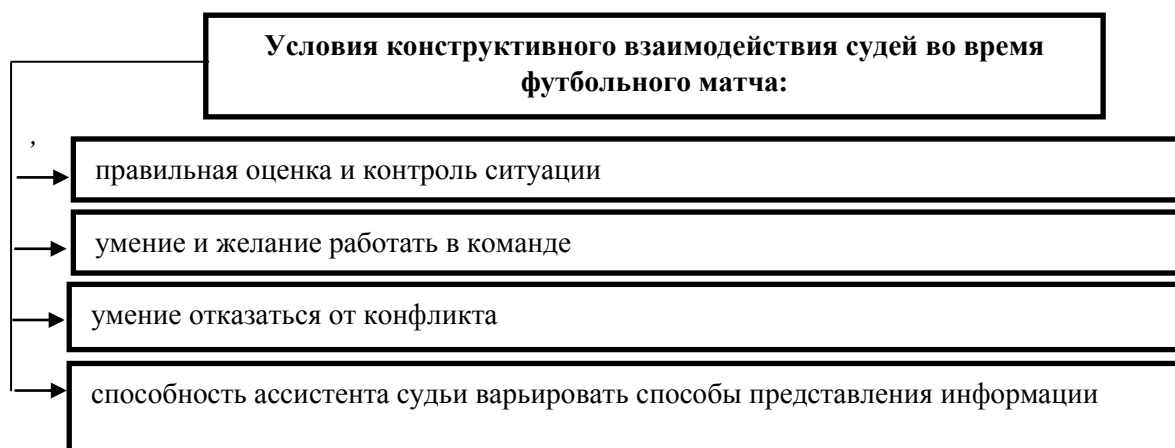 Условия конструктивного взаимодействия судей во время
футбольного матча:
,
правильная оценка и контроль ситуации
умение и желание работать в команде
умение отказаться от конфликта
способность ассистента судьи варьировать способы представления информации